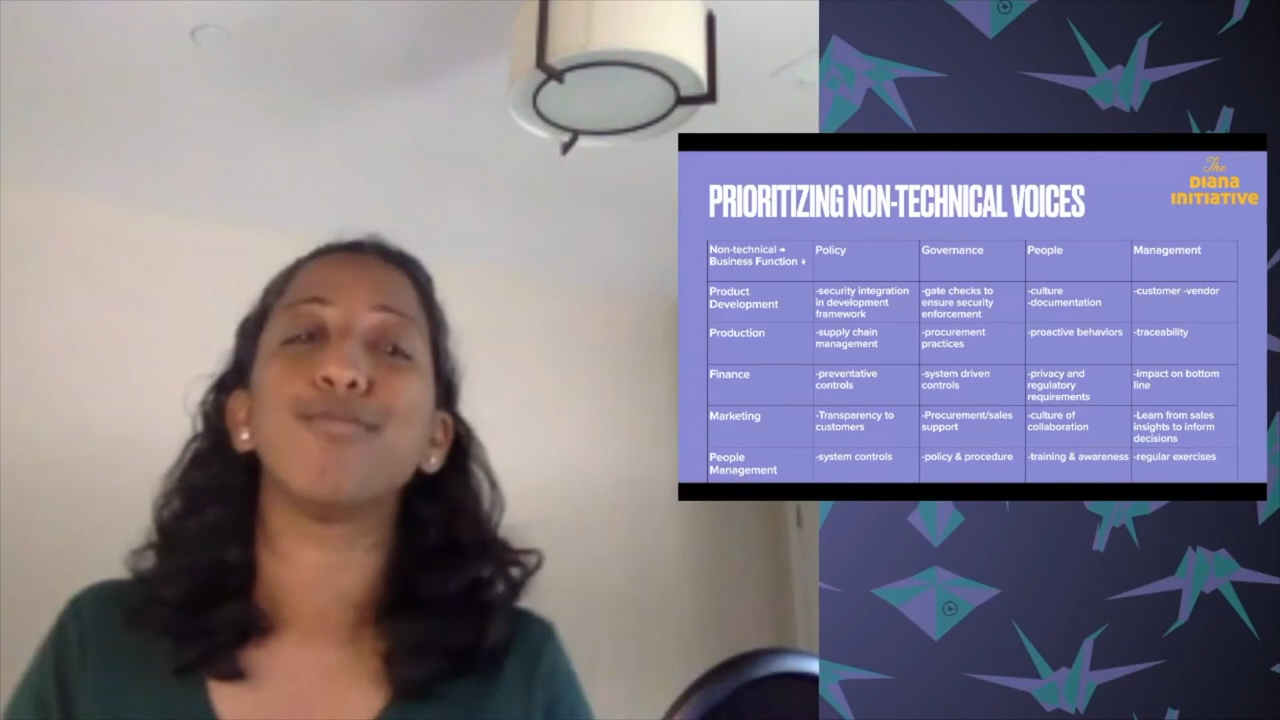 The
DIANA
INITIATIVE
PRIORITIZING NON-TECHNICAL VOICES
Non-technical → Policy Governance People Management
Business Function ↓
Product -security integration -gate checks to -culture -customer -vendor
Development in development ensure security -documentation
framework enforcement
Production -supply chain -procurement -proactive behaviors -traceability
management practices
Finance -preventative -system driven -privacy and -impact on bottom
controls controls regulatory line
requirements
Marketing -Transparency to -Procurement/sales -culture of -Learn from sales
customers support collaboration insights to inform
decisions
People -system controls -policy & procedure -training & awareness -regular exercises
Management